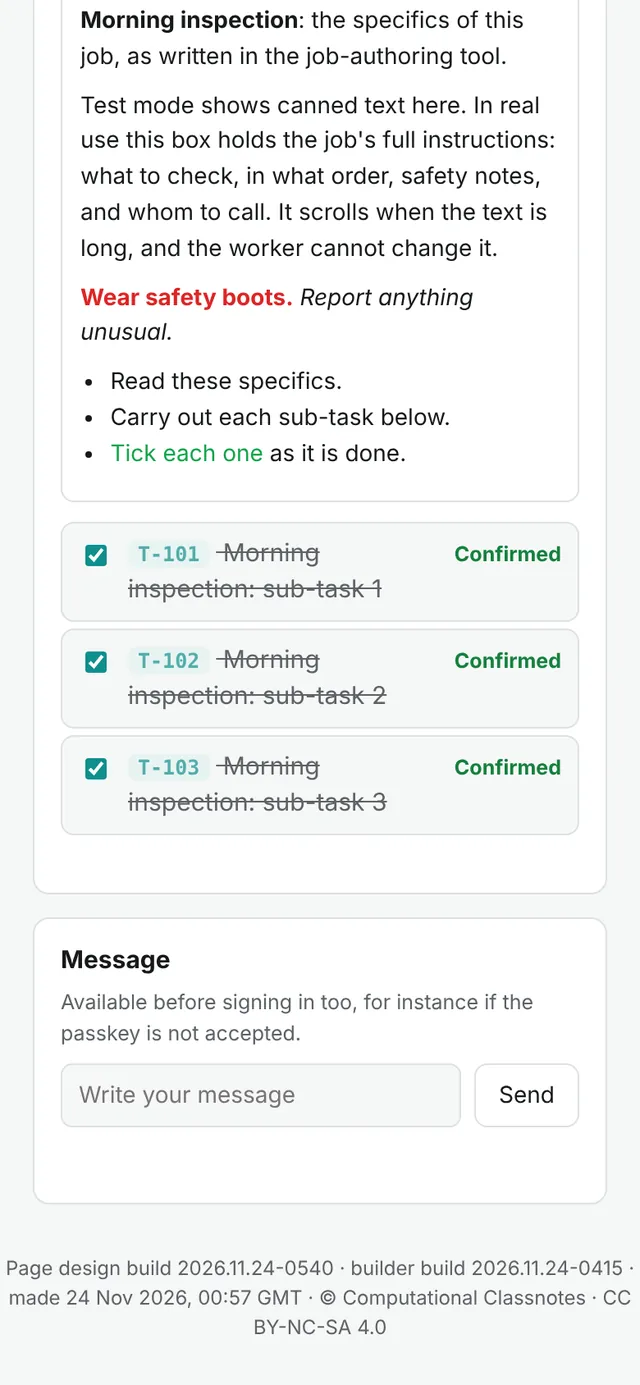 Morning inspection: the specifics of this
job, as written in the job-authoring tool.
Test mode shows canned text here. In real
use this box holds the job's full instructions:
what to check, in what order, safety notes,
and whom to call. It scrolls when the text is
long, and the worker cannot change it.
Wear safety boots. Report anything
unusual.
• Read these specifics.
• Carry out each sub-task below.
• Tick each one as it is done.
T-101 Morning Confirmed
inspection: sub-task 1
T-102 Morning Confirmed
inspection: sub-task 2
T-103 Morning Confirmed
inspection: sub-task 3
Message
Available before signing in too, for instance if the
passkey is not accepted.
Write your message Send
Page design build 2026.11.24-0540 · builder build 2026.11.24-0415 ·
made 24 Nov 2026, 00:57 GMT · © Computational Classnotes · CC
BY-NC-SA 4.0